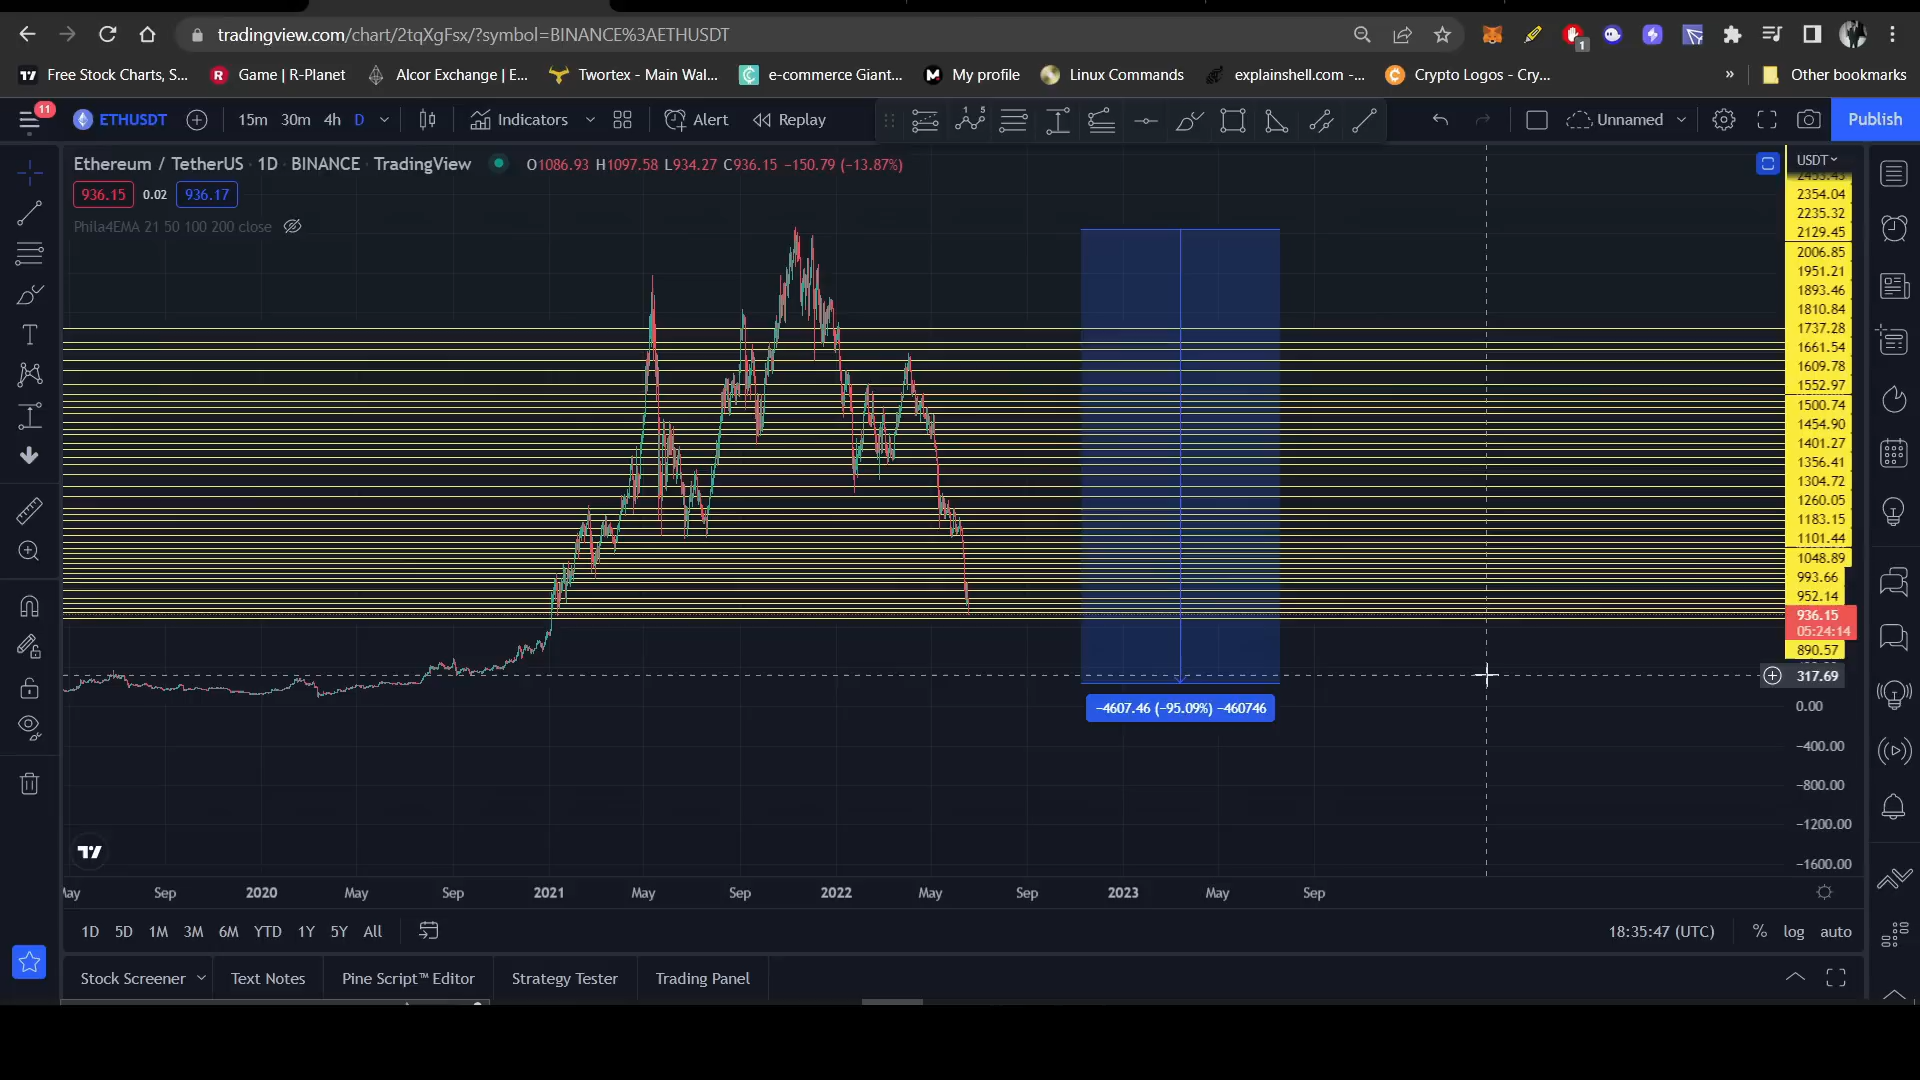 tradingview.com/chart/2tqXgFsx/?symbol=BINANCE%3AETHUSDT
1
Free Stock Charts, S...
Game | R-Planet
Alcor Exchange | E...
Twortex - Main Wal...
e-commerce Giant...
My profile
Linux Commands
explainshell.com -...
Crypto Logos - Cry...
»
Other bookmarks
11
ETHUSDT
15m 30m 4h D
Indicators
Alert
Replay
Unnamed
Publish
Ethereum / TetherUS · 1D · BINANCE · TradingView
O1086.93 H1097.58 L934.27 C936.15 −150.79 (−13.87%)
936.15 0.02 936.17
Phila4EMA 21 50 100 200 close
USDT
2453.43
2354.04
2235.32
2129.45
2006.85
1951.21
1893.46
1810.84
1737.28
1661.54
1609.78
1552.97
1500.74
1454.90
1401.27
1356.41
1304.72
1260.05
1183.15
1101.44
1048.89
993.66
952.14
936.15
05:24:14
890.57
317.69
0.00
−400.00
−800.00
−1200.00
−1600.00
−4607.46 (−95.09%) −460746
May Sep 2020 May Sep 2021 May Sep 2022 May Sep 2023 May Sep
1D 5D 1M 3M 6M YTD 1Y 5Y All
18:35:47 (UTC)
% log auto
Stock Screener
Text Notes
Pine Script™ Editor
Strategy Tester
Trading Panel